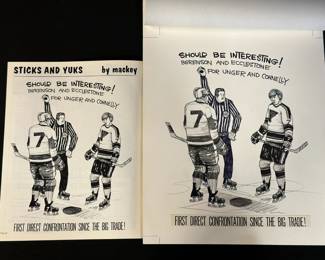 STICKS AND YUKS
by mackey
SHOULD BE INTERESTING!
BERENSON AND ECCLESTONE
FOR UNGER AND CONNELLY
7
FIRST DIRECT CONFRONTATION SINCE THE BIG TRADE!
SHOULD BE INTERESTING!
BERENSON AND ECCLESTONE
FOR UNGER AND CONNELLY
7
FIRST DIRECT CONFRONTATION SINCE THE BIG TRADE!